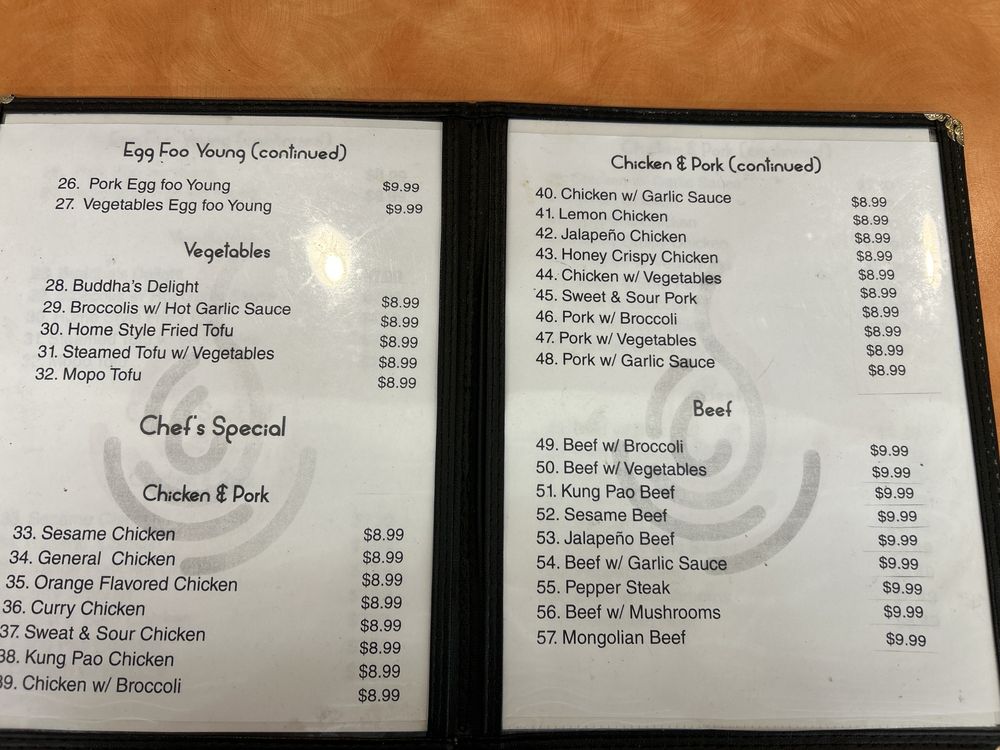 Egg Foo Young (continued)
26. Pork Egg foo Young $9.99
27. Vegetables Egg foo Young $9.99
Vegetables
28. Buddha's Delight $8.99
29. Broccolis w/ Hot Garlic Sauce $8.99
30. Home Style Fried Tofu $8.99
31. Steamed Tofu w/ Vegetables $8.99
32. Mopo Tofu $8.99
Chef's Special
Chicken & Pork
33. Sesame Chicken $8.99
34. General Chicken $8.99
35. Orange Flavored Chicken $8.99
36. Curry Chicken $8.99
37. Sweat & Sour Chicken $8.99
38. Kung Pao Chicken $8.99
39. Chicken w/ Broccoli $8.99
$8.99
Chicken & Pork (continued)
40. Chicken w/ Garlic Sauce $8.99
41. Lemon Chicken $8.99
42. Jalapeño Chicken $8.99
43. Honey Crispy Chicken $8.99
44. Chicken w/ Vegetables $8.99
45. Sweet & Sour Pork $8.99
46. Pork w/ Broccoli $8.99
47. Pork w/ Vegetables $8.99
48. Pork w/ Garlic Sauce $8.99
$8.99
Beef
49. Beef w/ Broccoli $9.99
50. Beef w/ Vegetables $9.99
51. Kung Pao Beef $9.99
52. Sesame Beef $9.99
53. Jalapeño Beef $9.99
54. Beef w/ Garlic Sauce $9.99
55. Pepper Steak $9.99
56. Beef w/ Mushrooms $9.99
57. Mongolian Beef $9.99